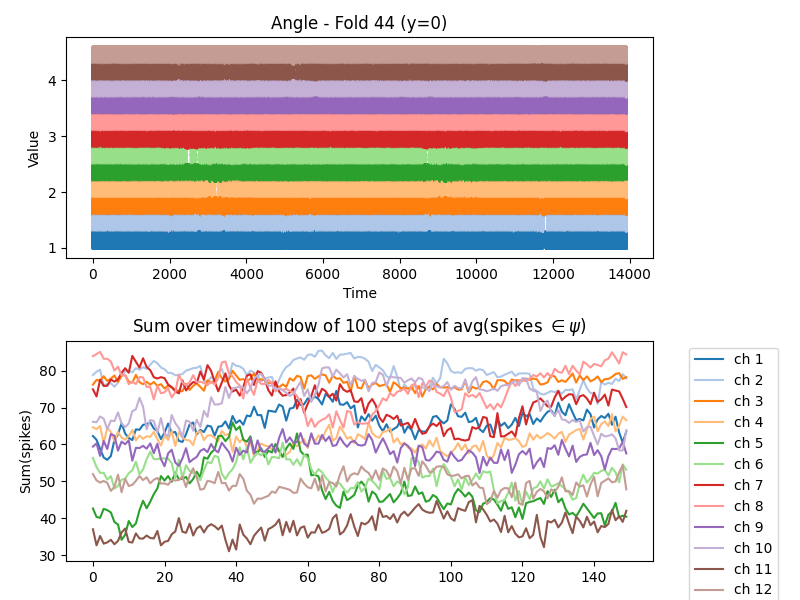 Angle - Fold 44 (y=0)
4
3
2
1
Value
0 2000 4000 6000 8000 10000 12000 14000
Time
Sum over timewindow of 100 steps of avg(spikes ∈ ψ)
80
70
60
50
40
30
Sum(spikes)
0 20 40 60 80 100 120 140
ch 1
ch 2
ch 3
ch 4
ch 5
ch 6
ch 7
ch 8
ch 9
ch 10
ch 11
ch 12